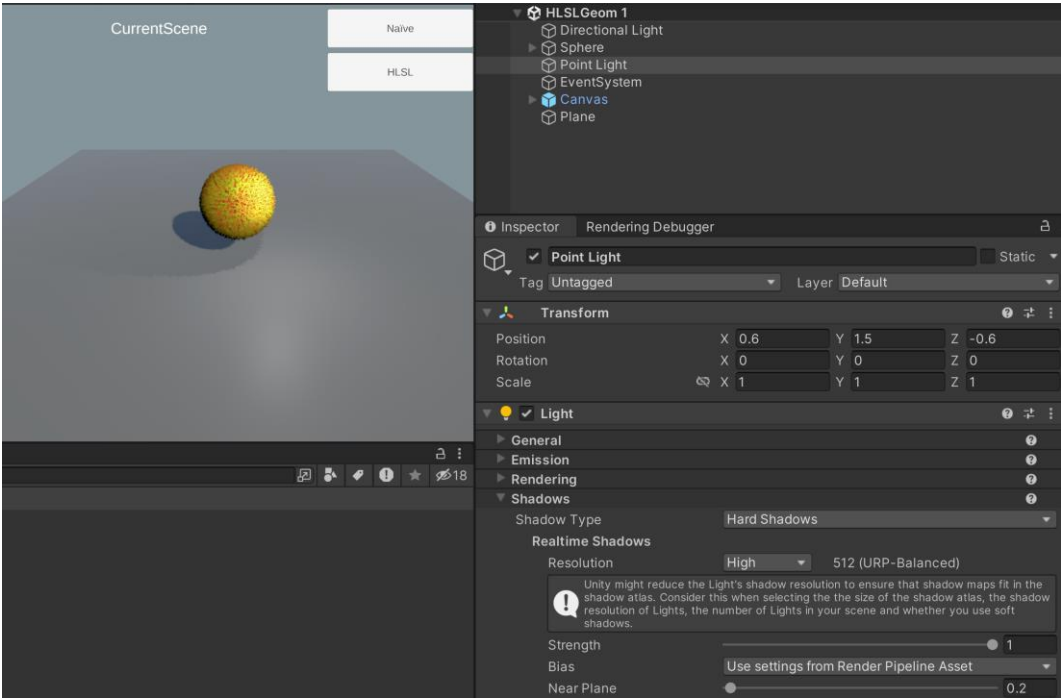 CurrentScene
Naïve
HLSL
HLSLGeom 1
Directional Light
Sphere
Point Light
EventSystem
Canvas
Plane
18
Inspector Rendering Debugger
Point Light Static
Tag Untagged Layer Default
Transform
Position X 0.6 Y 1.5 Z -0.6
Rotation X 0 Y 0 Z 0
Scale X 1 Y 1 Z 1
Light
General
Emission
Rendering
Shadows
Shadow Type Hard Shadows
Realtime Shadows
Resolution High 512 (URP-Balanced)
Unity might reduce the Light's shadow resolution to ensure that shadow maps fit in the
shadow atlas. Consider this when selecting the the size of the shadow atlas, the shadow
resolution of Lights, the number of Lights in your scene and whether you use soft
shadows.
Strength 1
Bias Use settings from Render Pipeline Asset
Near Plane 0.2